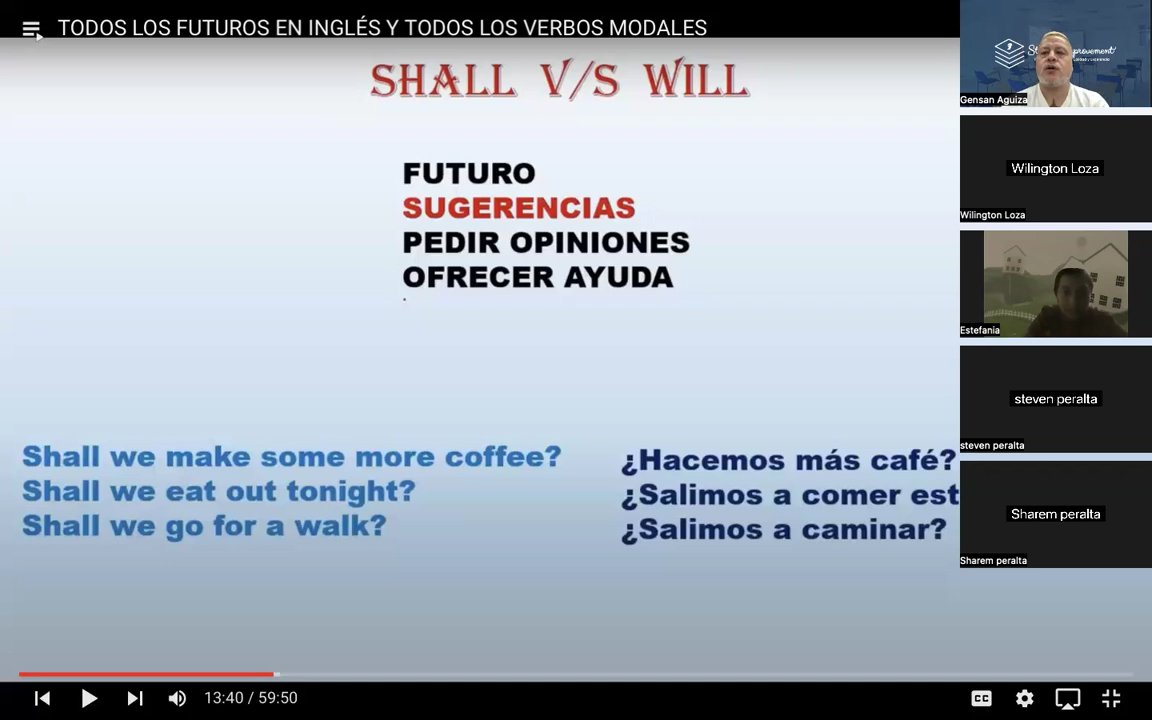 TODOS LOS FUTUROS EN INGLÉS Y TODOS LOS VERBOS MODALES
SHALL V/S WILL
FUTURO
SUGERENCIAS
PEDIR OPINIONES
OFRECER AYUDA
Shall we make some more coffee?
Shall we eat out tonight?
Shall we go for a walk?
¿Hacemos más café?
¿Salimos a comer est
¿Salimos a caminar?
13:40 / 59:50
CC
Gensan Aguiza
Wilington Loza
Wilington Loza
Estefania
steven peralta
steven peralta
Sharem peralta
Sharem peralta